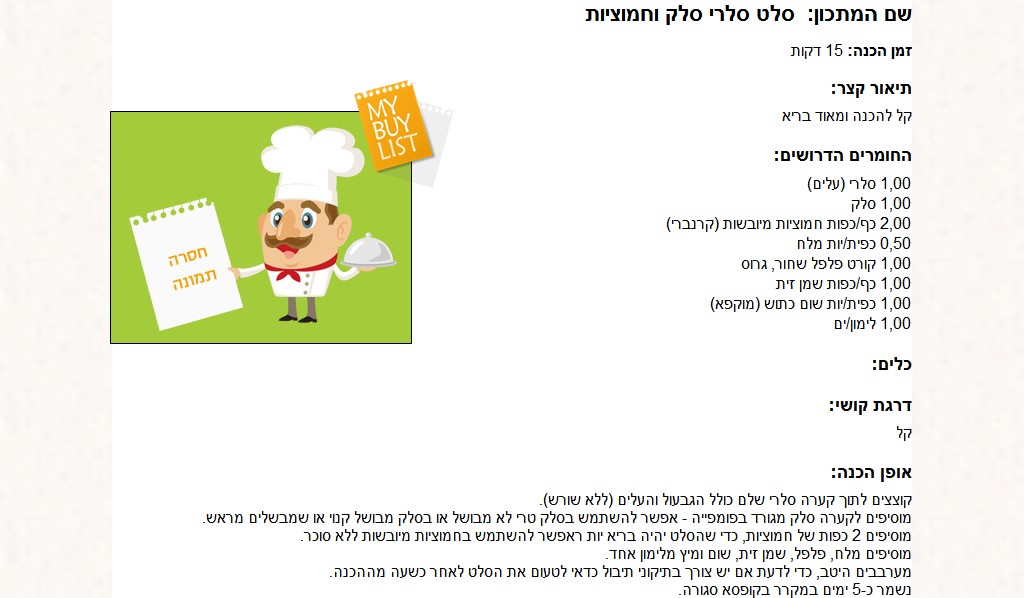 שם המתכון: סלט סלרי סלק וחמוציות
זמן הכנה: 15 דקות
תיאור קצר:
קל להכנה ומאוד בריא
MY
BUY
LIST
חסרה
תמונה
החומרים הדרושים:
1,00 סלרי (עלים)
1,00 סלק
2,00 כף/כפות חמוציות מיובשות (קרנברי)
0,50 כפית/יות מלח
1,00 קורט פלפל שחור, גרוס
1,00 כף/כפות שמן זית
1,00 כפית/יות שום כתוש (מוקפא)
1,00 לימון/ים
כלים:
דרגת קושי:
קל
אופן הכנה:
קוצצים לתוך קערה סלרי שלם כולל הגבעול והעלים (ללא שורש).
מוסיפים לקערה סלק מגורד בפומפייה - אפשר להשתמש בסלק טרי לא מבושל או בסלק מבושל קנוי או שמבשלים מראש.
מוסיפים 2 כפות של חמוציות, כדי שהסלט יהיה בריא יות ראפשר להשתמש בחמוציות מיובשות ללא סוכר.
מוסיפים מלח, פלפל, שמן זית, שום ומיץ מלימון אחד.
מערבבים היטב, כדי לדעת אם יש צורך בתיקוני תיבול כדאי לטעום את הסלט לאחר כשעה מההכנה.
נשמר כ-5 ימים במקרר בקופסא סגורה.